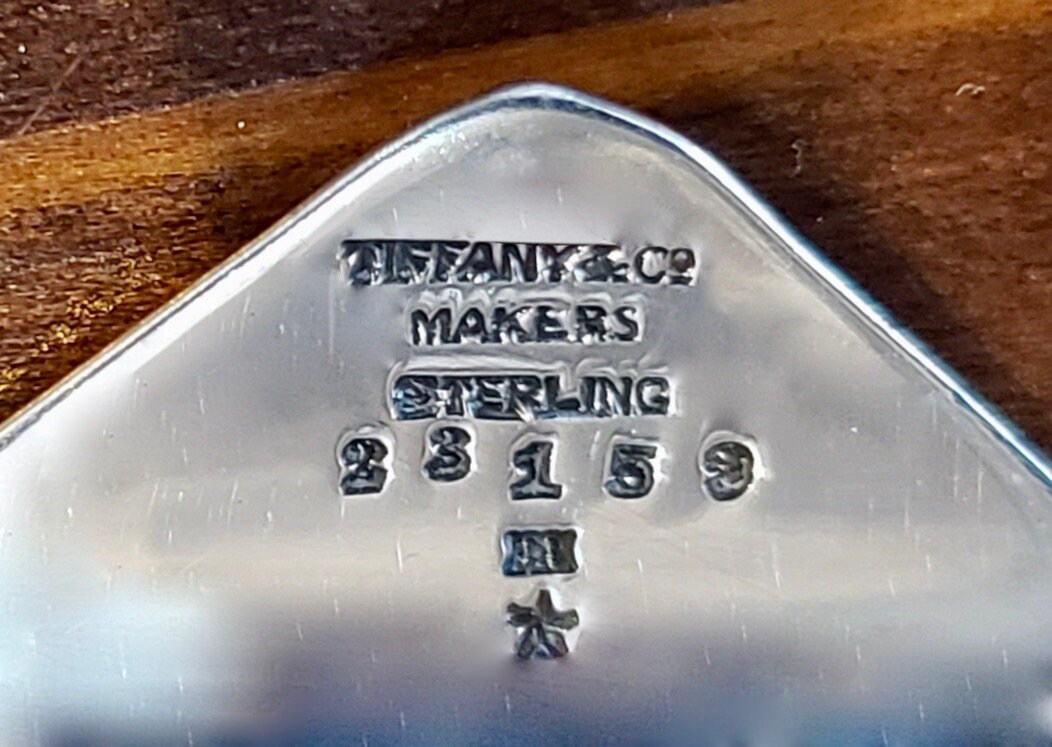 TIFFANY & Cº
MAKERS
STERLING
23159
M